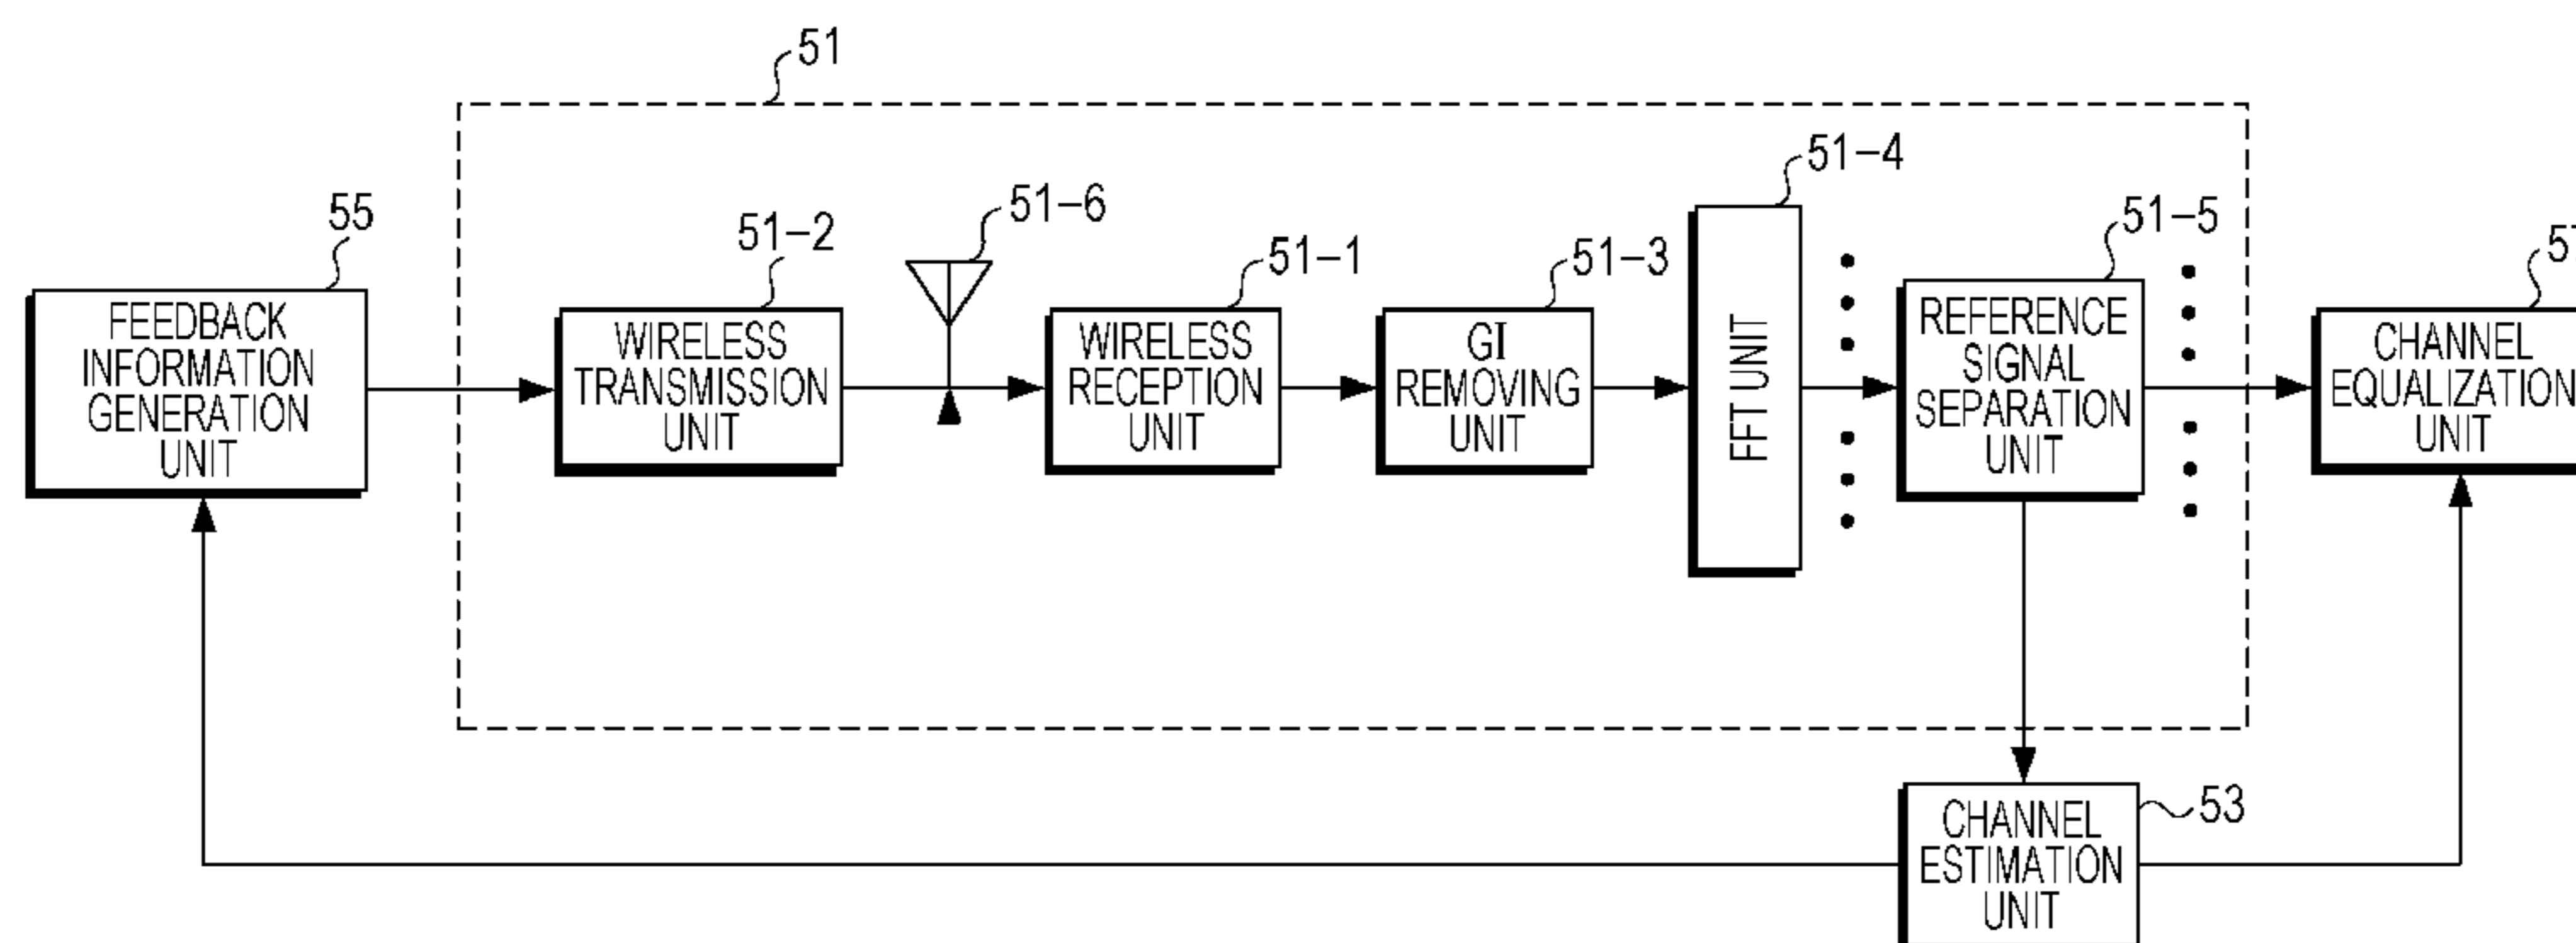 51
55
FEEDBACK
INFORMATION
GENERATION
UNIT
51-2
WIRELESS
TRANSMISSION
UNIT
51-6
51-1
WIRELESS
RECEPTION
UNIT
51-3
GI
REMOVING
UNIT
51-4
FFT UNIT
51-5
REFERENCE
SIGNAL
SEPARATION
UNIT
CHANNEL
EQUALIZATION
UNIT
53
CHANNEL
ESTIMATION
UNIT